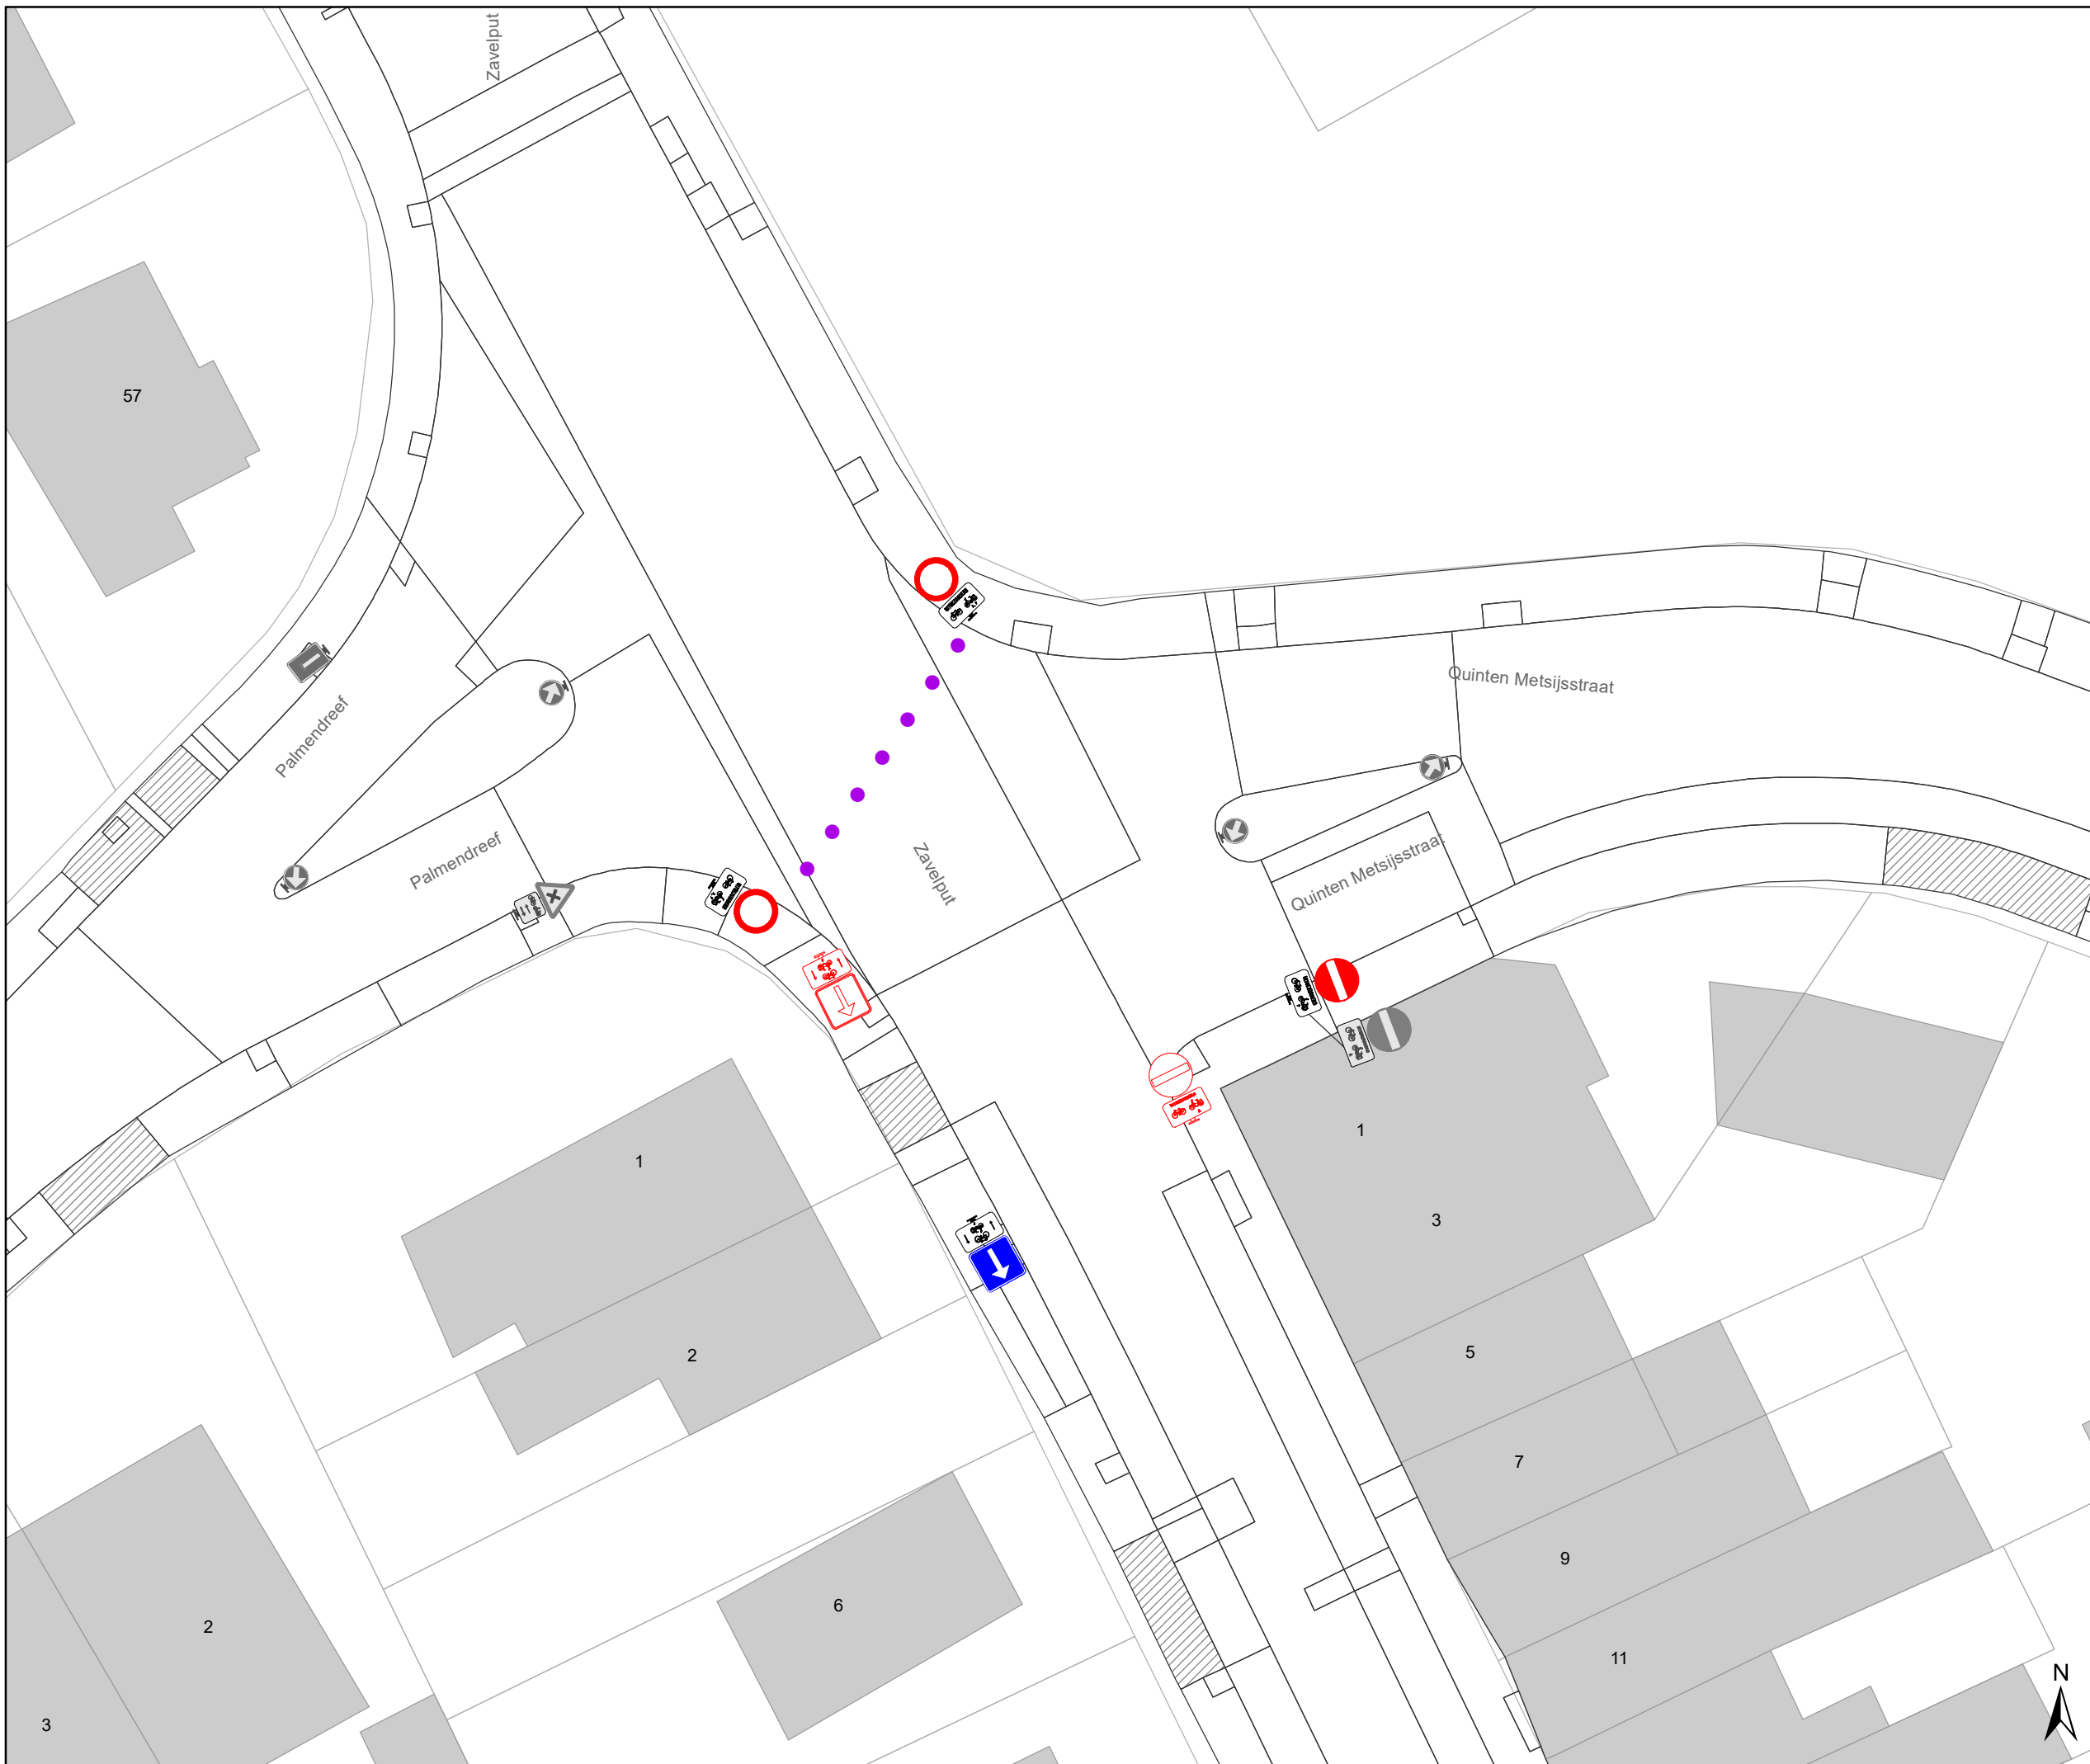 Zavelput
57
Quinten Metsijsstraat
Palmendreef
Palmendreef
Zavelput
Quinten Metsijsstraat
1
1
3
2
5
7
9
6
2
11
3
N